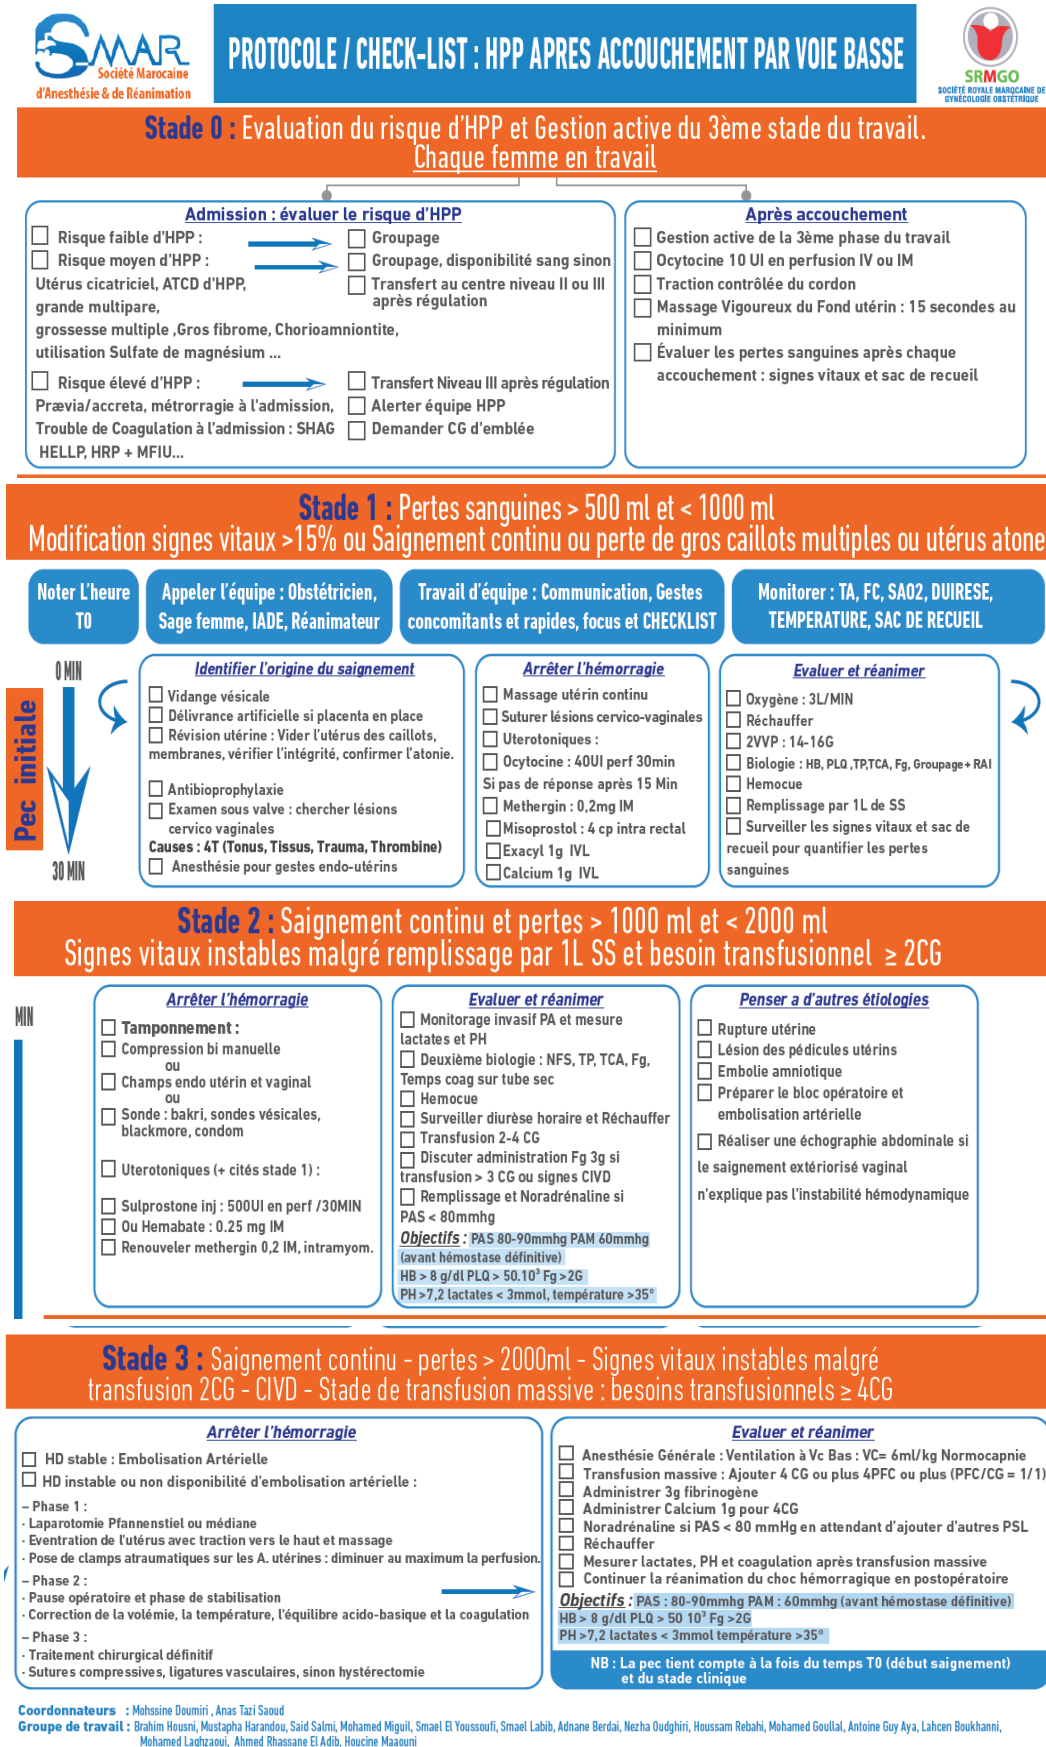 SMAR
Société Marocaine
d'Anesthésie & de Réanimation
PROTOCOLE / CHECK-LIST : HPP APRES ACCOUCHEMENT PAR VOIE BASSE
SRMGO
SOCIÉTÉ ROYALE MAROCAINE DE
GYNÉCOLOGIE OBSTÉTRIQUE
Stade 0 : Evaluation du risque d'HPP et Gestion active du 3ème stade du travail.
Chaque femme en travail
Admission : évaluer le risque d'HPP
Risque faible d'HPP :
Groupage
Risque moyen d'HPP :
Groupage, disponibilité sang sinon
Utérus cicatriciel, ATCD d'HPP,
Transfert au centre niveau II ou III
après régulation
grande multipare,
grossesse multiple ,Gros fibrome, Chorioamniontite,
utilisation Sulfate de magnésium ...
Risque élevé d'HPP :
Transfert Niveau III après régulation
Prævia/accreta, métrorragie à l'admission,
Alerter équipe HPP
Trouble de Coagulation à l'admission : SHAG
Demander CG d'emblée
HELLP, HRP + MFIU...
Après accouchement
Gestion active de la 3ème phase du travail
Ocytocine 10 UI en perfusion IV ou IM
Traction contrôlée du cordon
Massage Vigoureux du Fond utérin : 15 secondes au
minimum
Évaluer les pertes sanguines après chaque
accouchement : signes vitaux et sac de recueil
Stade 1 : Pertes sanguines > 500 ml et < 1000 ml
Modification signes vitaux >15% ou Saignement continu ou perte de gros caillots multiples ou utérus atone
Noter L'heure
T0
Appeler l'équipe : Obstétricien,
Sage femme, IADE, Réanimateur
Travail d'équipe : Communication, Gestes
concomitants et rapides, focus et CHECKLIST
Monitorer : TA, FC, SAO2, DUIRESE,
TEMPERATURE, SAC DE RECUEIL
0 MIN
Pec initiale
30 MIN
Identifier l'origine du saignement
Vidange vésicale
Délivrance artificielle si placenta en place
Révision utérine : Vider l'utérus des caillots,
membranes, vérifier l'intégrité, confirmer l'atonie.
Antibioprophylaxie
Examen sous valve : chercher lésions
cervico vaginales
Causes : 4T (Tonus, Tissus, Trauma, Thrombine)
Anesthésie pour gestes endo-utérins
Arrêter l'hémorragie
Massage utérin continu
Suturer lésions cervico-vaginales
Uterotoniques :
Ocytocine : 40UI perf 30min
Si pas de réponse après 15 Min
Methergin : 0,2mg IM
Misoprostol : 4 cp intra rectal
Exacyl 1g IVL
Calcium 1g IVL
Evaluer et réanimer
Oxygène : 3L/MIN
Réchauffer
2VVP : 14-16G
Biologie : HB, PLQ ,TP,TCA, Fg, Groupage+ RAI
Hemocue
Remplissage par 1L de SS
Surveiller les signes vitaux et sac de
recueil pour quantifier les pertes
sanguines
Stade 2 : Saignement continu et pertes > 1000 ml et < 2000 ml
Signes vitaux instables malgré remplissage par 1L SS et besoin transfusionnel ≥ 2CG
MIN
Arrêter l'hémorragie
Tamponnement :
Compression bi manuelle
ou
Champs endo utérin et vaginal
ou
Sonde : bakri, sondes vésicales,
blackmore, condom
Uterotoniques (+ cités stade 1) :
Sulprostone inj : 500UI en perf /30MIN
Ou Hemabate : 0.25 mg IM
Renouveler methergin 0,2 IM, intramyom.
Evaluer et réanimer
Monitorage invasif PA et mesure
lactates et PH
Deuxième biologie : NFS, TP, TCA, Fg,
Temps coag sur tube sec
Hemocue
Surveiller diurèse horaire et Réchauffer
Transfusion 2-4 CG
Discuter administration Fg 3g si
transfusion > 3 CG ou signes CIVD
Remplissage et Noradrénaline si
PAS < 80mmhg
Objectifs : PAS 80-90mmhg PAM 60mmhg
(avant hémostase définitive)
HB > 8 g/dl PLQ > 50.10³ Fg >2G
PH >7,2 lactates < 3mmol, température >35°
Penser a d'autres étiologies
Rupture utérine
Lésion des pédicules utérins
Embolie amniotique
Préparer le bloc opératoire et
embolisation artérielle
Réaliser une échographie abdominale si
le saignement extériorisé vaginal
n'explique pas l'instabilité hémodynamique
Stade 3 : Saignement continu - pertes > 2000ml - Signes vitaux instables malgré
transfusion 2CG - CIVD - Stade de transfusion massive : besoins transfusionnels ≥ 4CG
Arrêter l'hémorragie
HD stable : Embolisation Artérielle
HD instable ou non disponibilité d'embolisation artérielle :
– Phase 1 :
· Laparotomie Pfannenstiel ou médiane
· Eventration de l'utérus avec traction vers le haut et massage
· Pose de clamps atraumatiques sur les A. utérines : diminuer au maximum la perfusion.
– Phase 2 :
· Pause opératoire et phase de stabilisation
· Correction de la volémie, la température, l'équilibre acido-basique et la coagulation
– Phase 3 :
· Traitement chirurgical définitif
· Sutures compressives, ligatures vasculaires, sinon hystérectomie
Evaluer et réanimer
Anesthésie Générale : Ventilation à Vc Bas : VC= 6ml/kg Normocapnie
Transfusion massive : Ajouter 4 CG ou plus 4PFC ou plus (PFC/CG = 1/1)
Administrer 3g fibrinogène
Administrer Calcium 1g pour 4CG
Noradrénaline si PAS < 80 mmHg en attendant d'ajouter d'autres PSL
Réchauffer
Mesurer lactates, PH et coagulation après transfusion massive
Continuer la réanimation du choc hémorragique en postopératoire
Objectifs : PAS : 80-90mmhg PAM : 60mmhg (avant hémostase définitive)
HB > 8 g/dl PLQ > 50 10³ Fg >2G
PH >7,2 lactates < 3mmol température >35°
NB : La pec tient compte à la fois du temps T0 (début saignement)
et du stade clinique
Coordonnateurs : Mohssine Doumiri , Anas Tazi Saoud
Groupe de travail : Brahim Housni, Mustapha Harandou, Said Salmi, Mohamed Miguil, Smael El Youssoufi, Smael Labib, Adnane Berdai, Nezha Oudghiri, Houssam Rebahi, Mohamed Goullal, Antoine Guy Aya, Lahcen Boukhanni,
Mohamed Laghzaoui, Ahmed Rhassane El Adib, Houcine Maaouni